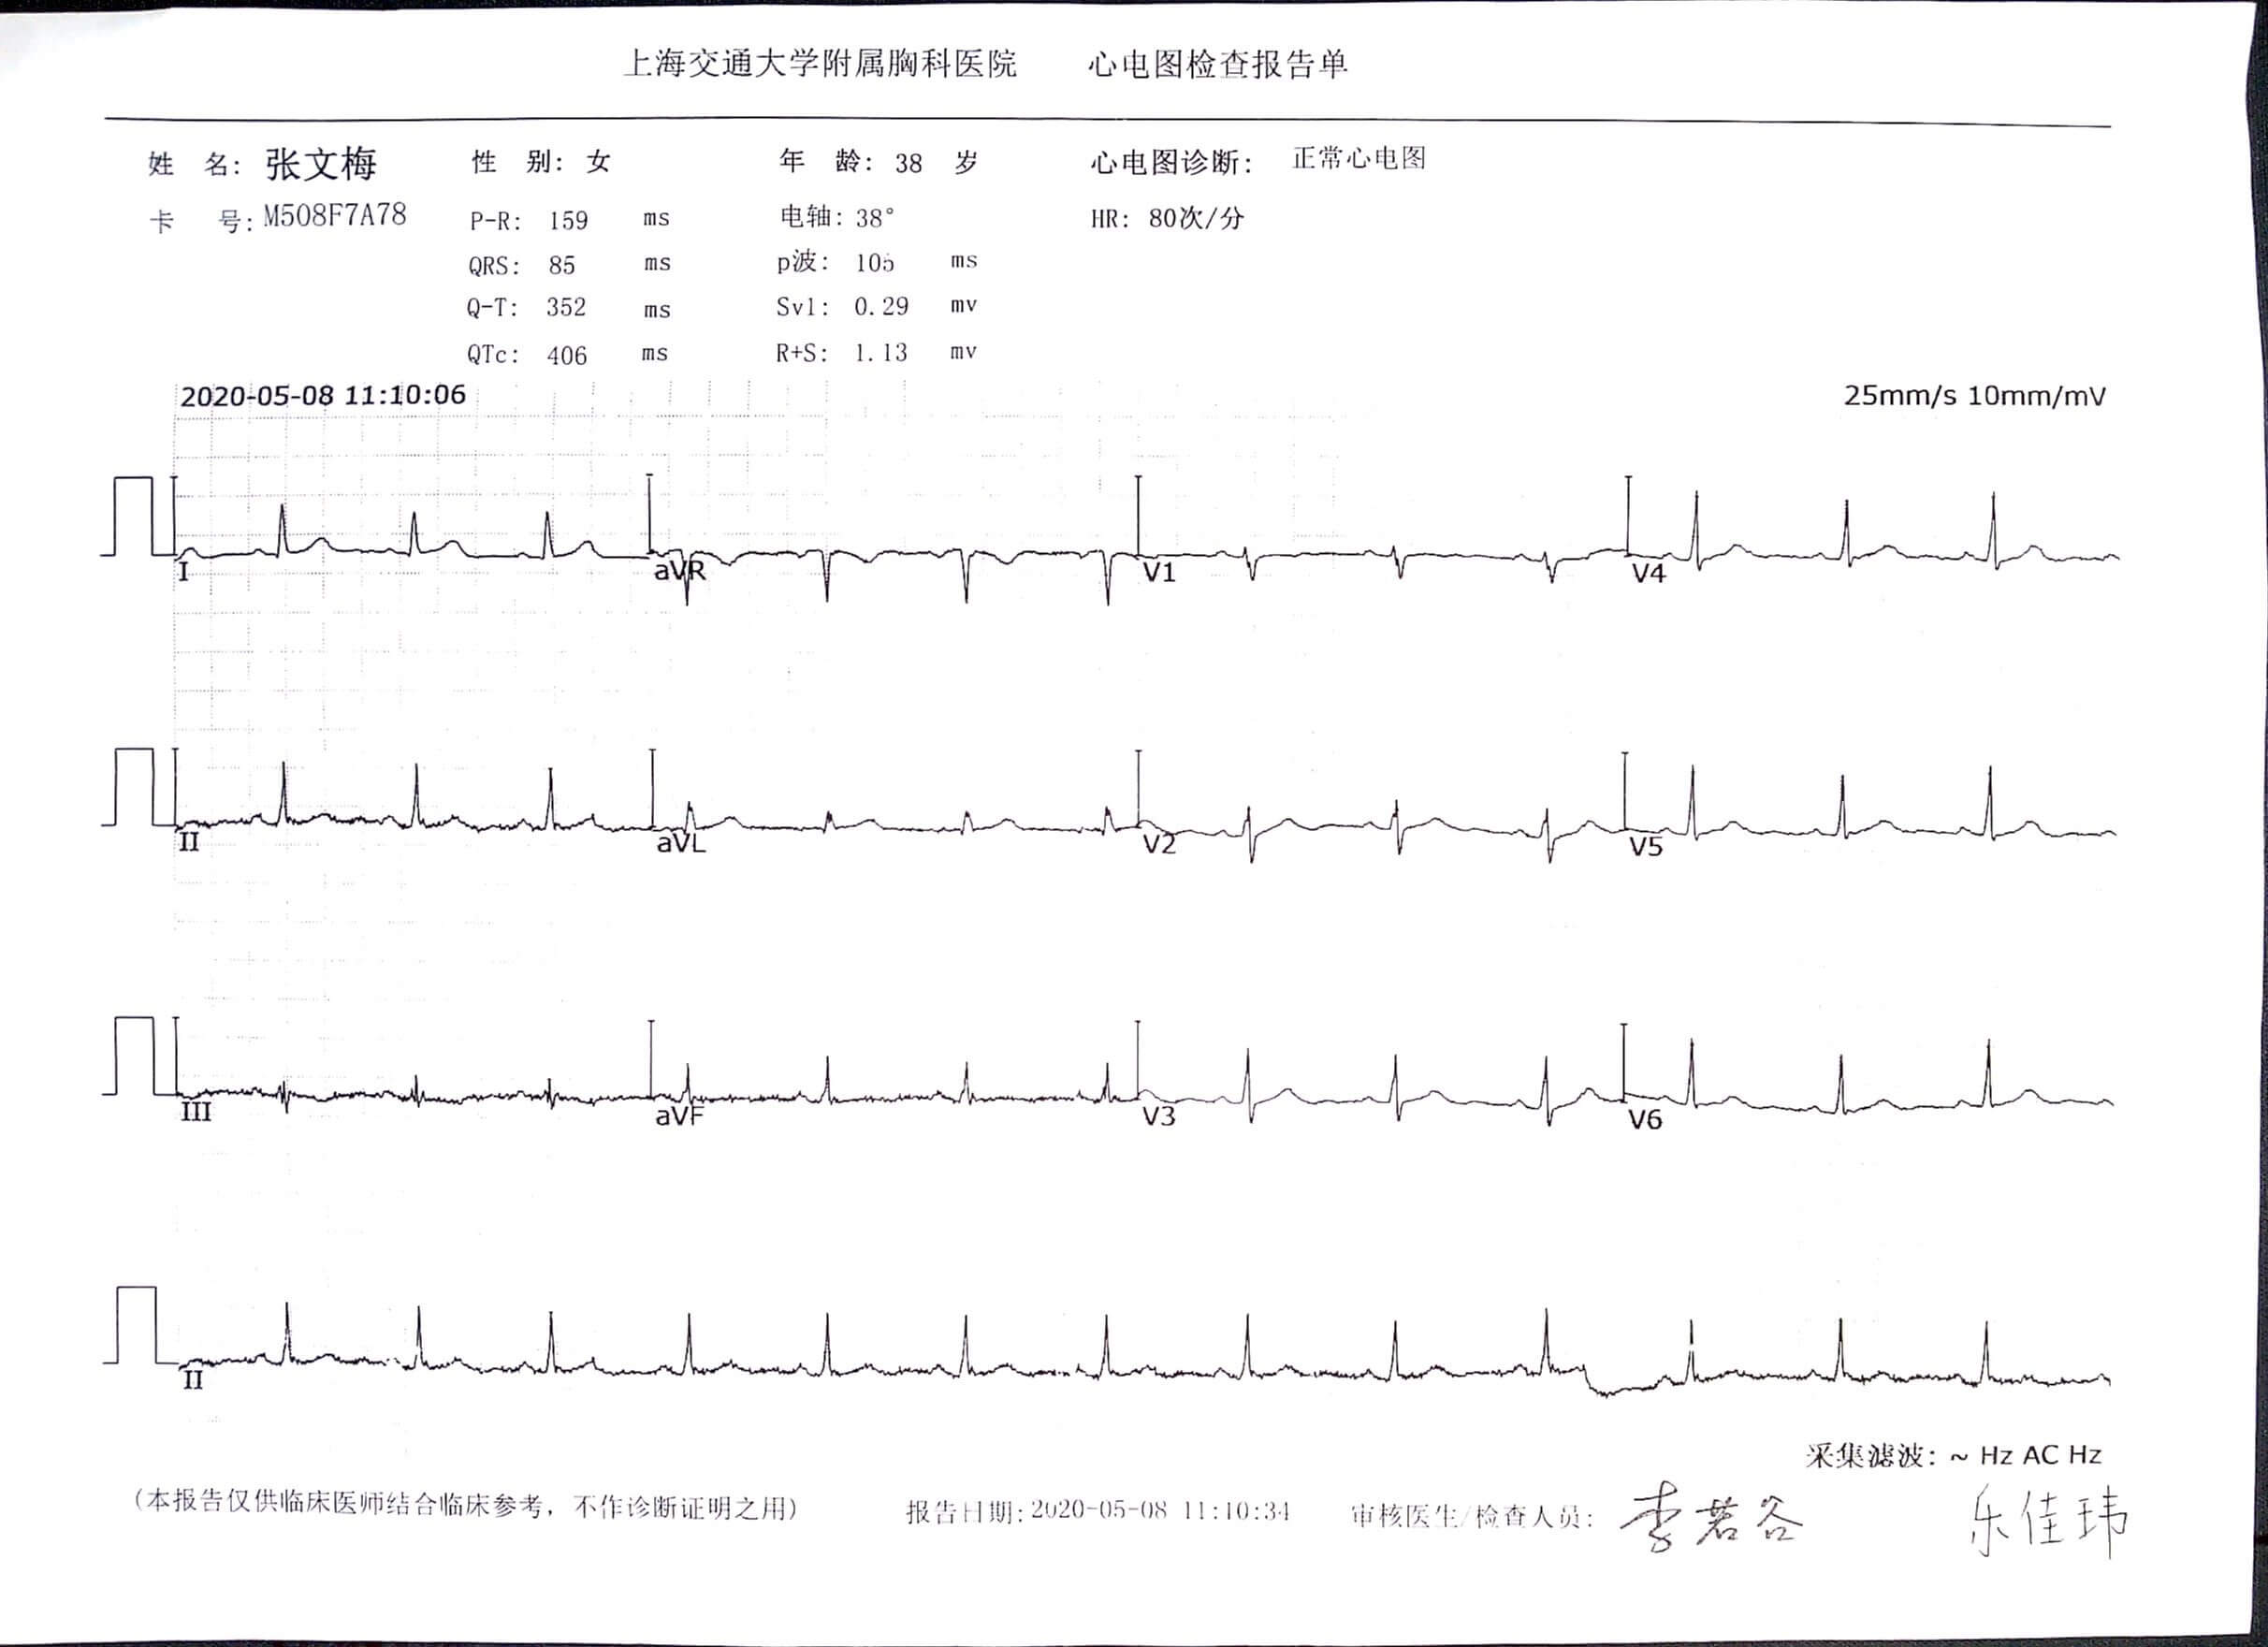 上海交通大学附属胸科医院 心电图检查报告单
姓 名: 张文梅 性 别: 女 年 龄: 38 岁 心电图诊断: 正常心电图
卡 号: M508F7A78 P-R: 159 ms 电轴: 38° HR: 80次/分
QRS: 85 ms p波: 105 ms
Q-T: 352 ms Sv1: 0.29 mv
QTc: 406 ms R+S: 1.13 mv
2020-05-08 11:10:06 25mm/s 10mm/mV
I aVR V1 V4
II aVL V2 V5
III aVF V3 V6
II
采集滤波: ~ Hz AC Hz
(本报告仅供临床医师结合临床参考, 不作诊断证明之用) 报告日期: 2020-05-08 11:10:34 审核医生/检查人员: 李若谷 乐佳玮